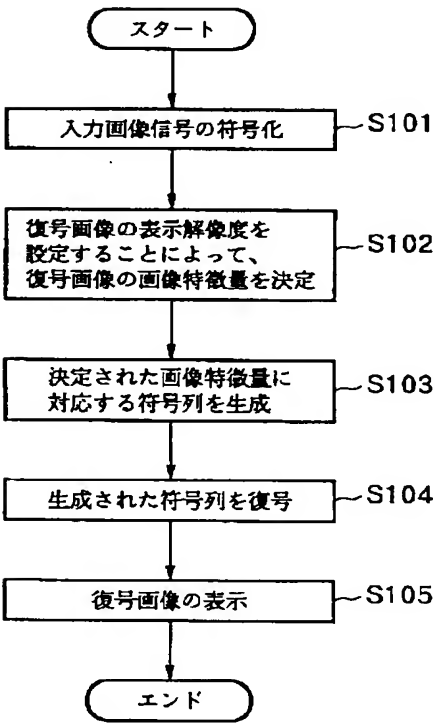 スタート
入力画像信号の符号化
S101
復号画像の表示解像度を
設定することによって、
復号画像の画像特徴量を決定
S102
決定された画像特徴量に
対応する符号列を生成
S103
生成された符号列を復号
S104
復号画像の表示
S105
エンド